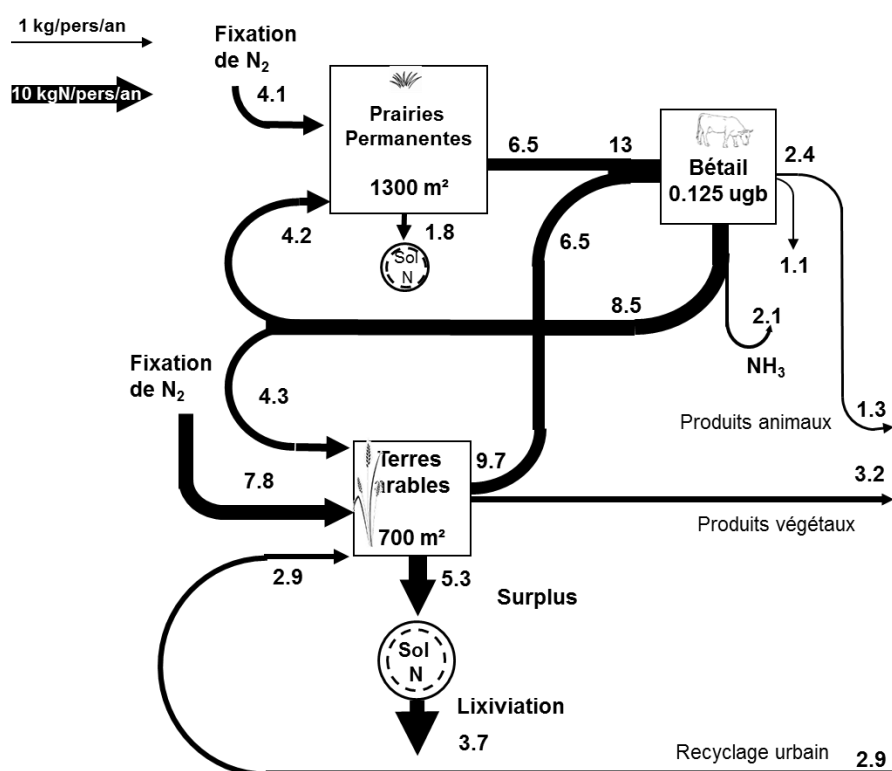 1 kg/pers/an
10 kgN/pers/an
Fixation
de N₂
4.1
Prairies
Permanentes
1300 m²
6.5
13
Bétail
0.125 ugb
2.4
1.1
4.2
1.8
Sol
N
6.5
8.5
2.1
NH₃
Fixation
de N₂
4.3
1.3
Produits animaux
7.8
Terres
arables
700 m²
9.7
3.2
Produits végétaux
2.9
5.3
Surplus
Sol
N
Lixiviation
3.7
Recyclage urbain
2.9